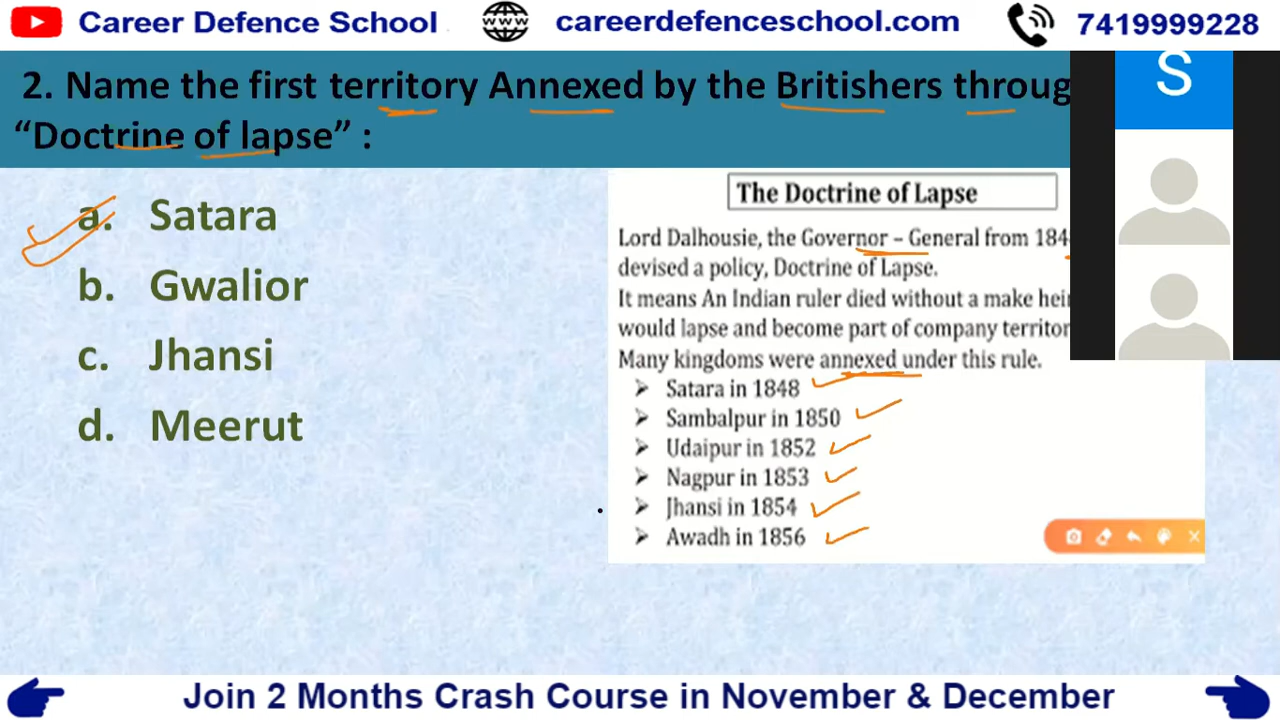 Career Defence School
careerdefenceschool.com
7419999228
2. Name the first territory Annexed by the Britishers throug
“Doctrine of lapse” :
S
a. Satara
b. Gwalior
c. Jhansi
d. Meerut
The Doctrine of Lapse
Lord Dalhousie, the Governor – General from 184
devised a policy, Doctrine of Lapse.
It means An Indian ruler died without a make hei
would lapse and become part of company territor
Many kingdoms were annexed under this rule.
➢ Satara in 1848
➢ Sambalpur in 1850
➢ Udaipur in 1852
➢ Nagpur in 1853
➢ Jhansi in 1854
➢ Awadh in 1856
Join 2 Months Crash Course in November & December